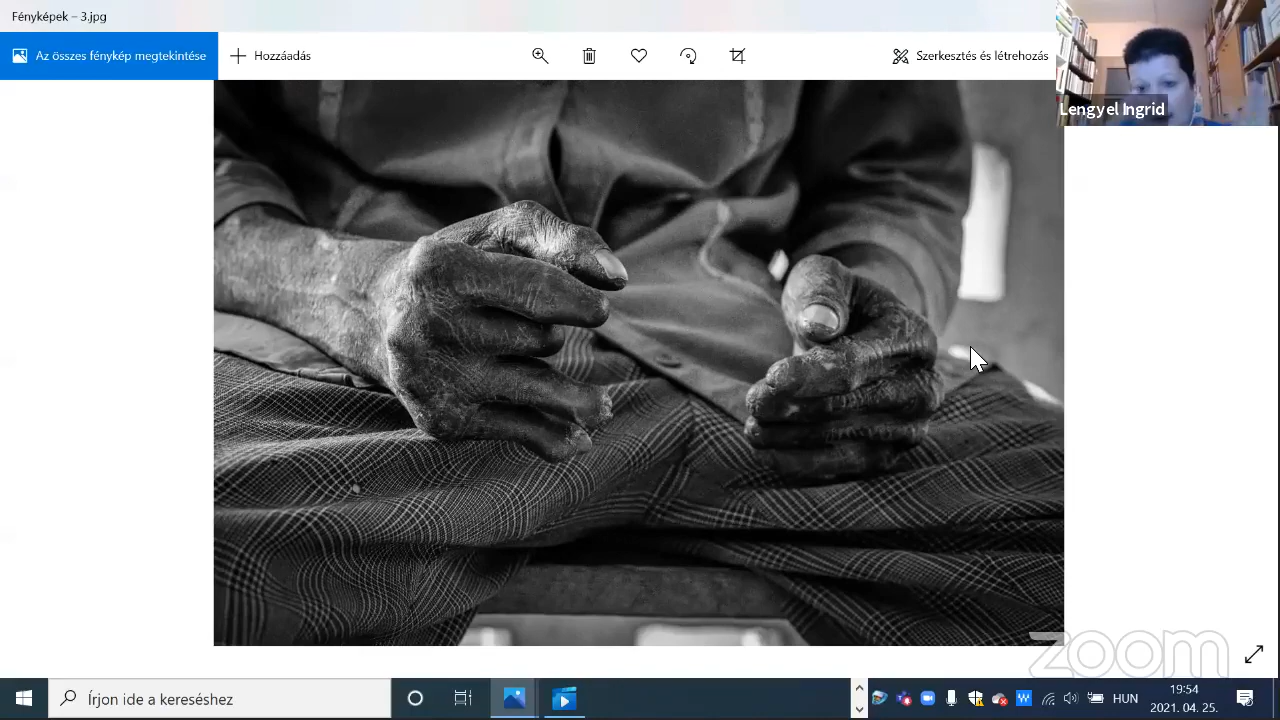 Fényképek – 3.jpg
Az összes fénykép megtekintése
Hozzáadás
Szerkesztés és létrehozás
Lengyel Ingrid
zoom
Írjon ide a kereséshez
W
HUN
19:54
2021. 04. 25.